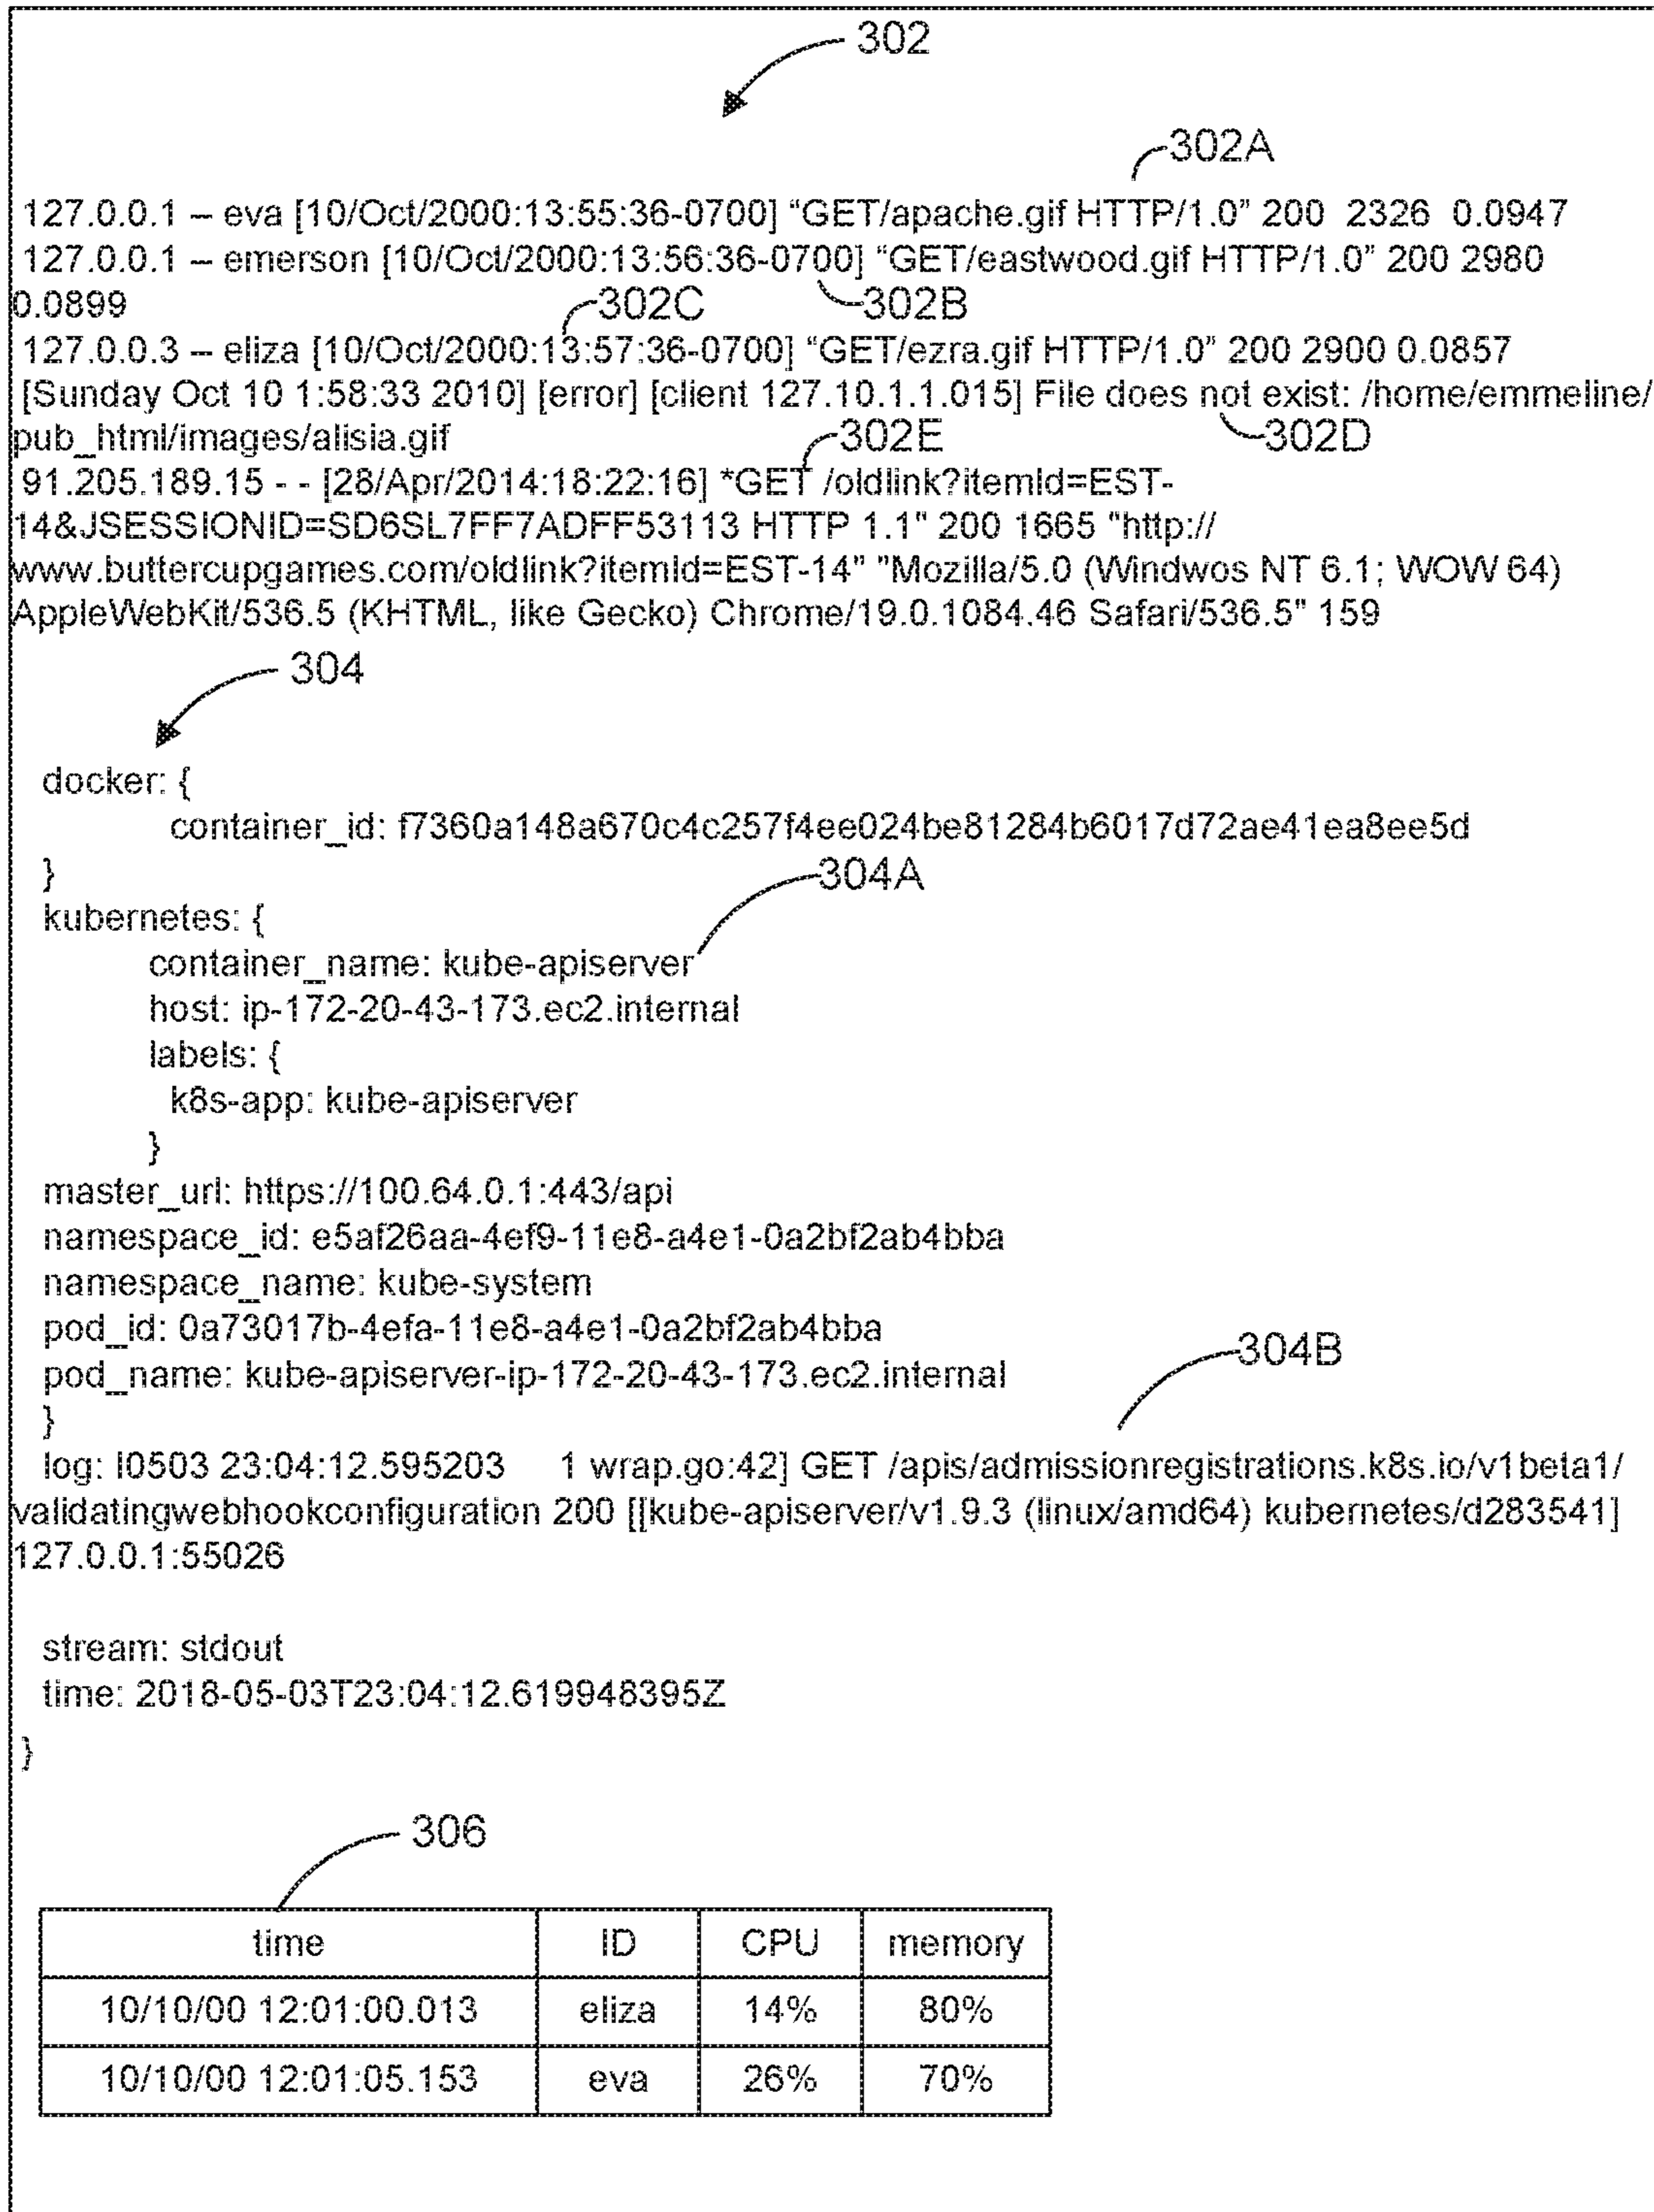 302
302A
127.0.0.1 – eva [10/Oct/2000:13:55:36-0700] “GET/apache.gif HTTP/1.0” 200 2326 0.0947
127.0.0.1 – emerson [10/Oct/2000:13:56:36-0700] “GET/eastwood.gif HTTP/1.0” 200 2980
0.0899
302C
302B
127.0.0.3 – eliza [10/Oct/2000:13:57:36-0700] “GET/ezra.gif HTTP/1.0” 200 2900 0.0857
[Sunday Oct 10 1:58:33 2010] [error] [client 127.10.1.1.015] File does not exist: /home/emmeline/
pub_html/images/alisia.gif
302E
302D
91.205.189.15 - - [28/Apr/2014:18:22:16] *GET /oldlink?itemId=EST-
14&JSESSIONID=SD6SL7FF7ADFF53113 HTTP 1.1" 200 1665 "http://
www.buttercupgames.com/oldlink?itemId=EST-14" "Mozilla/5.0 (Windwos NT 6.1; WOW 64)
AppleWebKit/536.5 (KHTML, like Gecko) Chrome/19.0.1084.46 Safari/536.5" 159
304
docker: {
container_id: f7360a148a670c4c257f4ee024be81284b6017d72ae41ea8ee5d
}
304A
kubernetes: {
container_name: kube-apiserver
host: ip-172-20-43-173.ec2.internal
labels: {
k8s-app: kube-apiserver
}
master_url: https://100.64.0.1:443/api
namespace_id: e5af26aa-4ef9-11e8-a4e1-0a2bf2ab4bba
namespace_name: kube-system
pod_id: 0a73017b-4efa-11e8-a4e1-0a2bf2ab4bba
304B
pod_name: kube-apiserver-ip-172-20-43-173.ec2.internal
}
log: I0503 23:04:12.595203 1 wrap.go:42] GET /apis/admissionregistrations.k8s.io/v1beta1/
validatingwebhookconfiguration 200 [[kube-apiserver/v1.9.3 (linux/amd64) kubernetes/d283541]
127.0.0.1:55026
stream: stdout
time: 2018-05-03T23:04:12.619948395Z
}
306
time ID CPU memory
10/10/00 12:01:00.013 eliza 14% 80%
10/10/00 12:01:05.153 eva 26% 70%